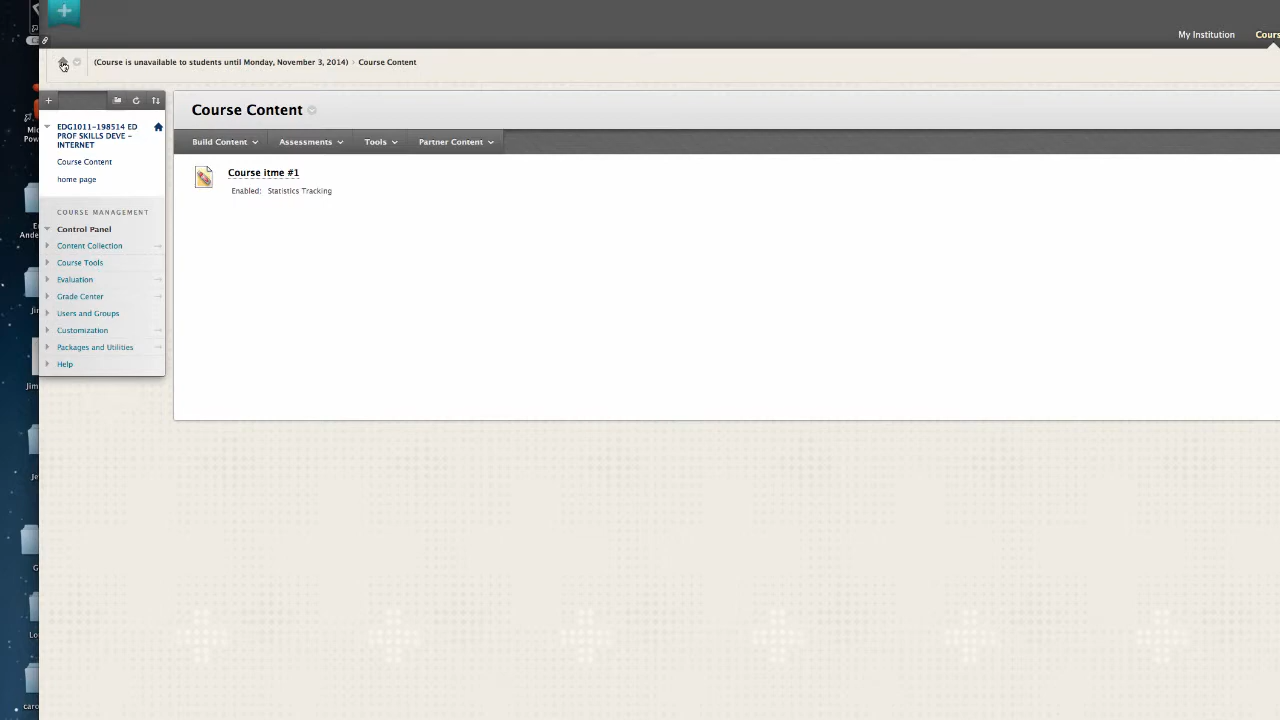 My Institution
Cours
(Course is unavailable to students until Monday, November 3, 2014) › Course Content
EDG1011-198514 ED
PROF SKILLS DEVE -
INTERNET
Course Content
home page
COURSE MANAGEMENT
Control Panel
Content Collection
Course Tools
Evaluation
Grade Center
Users and Groups
Customization
Packages and Utilities
Help
Course Content
Build Content
Assessments
Tools
Partner Content
Course itme #1
Enabled: Statistics Tracking